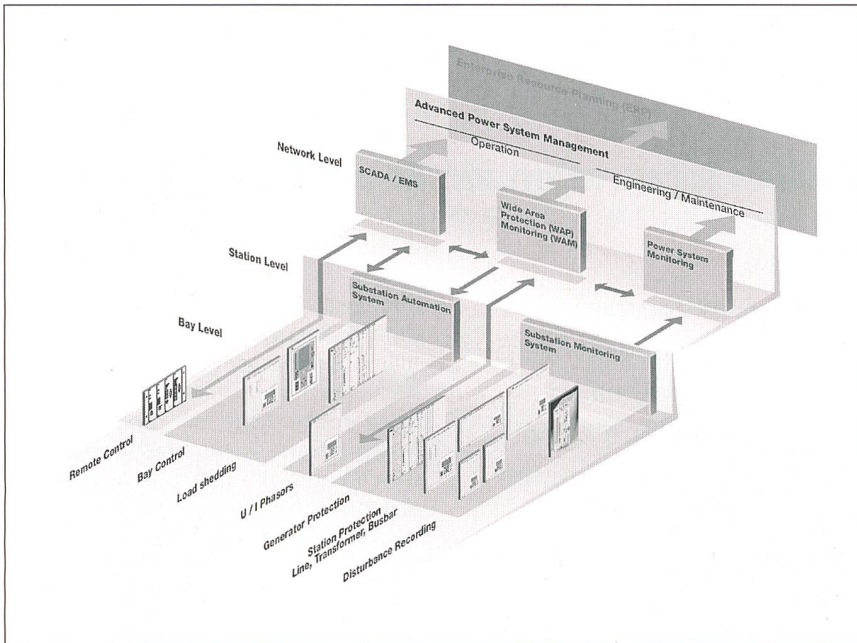 Enterprise Resource Planning (ERP)
Advanced Power System Management
Operation
Engineering / Maintenance
Network Level
SCADA / EMS
Wide Area
Protection (WAP)
Monitoring (WAM)
Power System
Monitoring
Station Level
Substation Automation
System
Substation Monitoring
System
Bay Level
Remote Control
Bay Control
Load shedding
U / I Phasors
Generator Protection
Station Protection
Line, Transformer, Busbar
Disturbance Recording